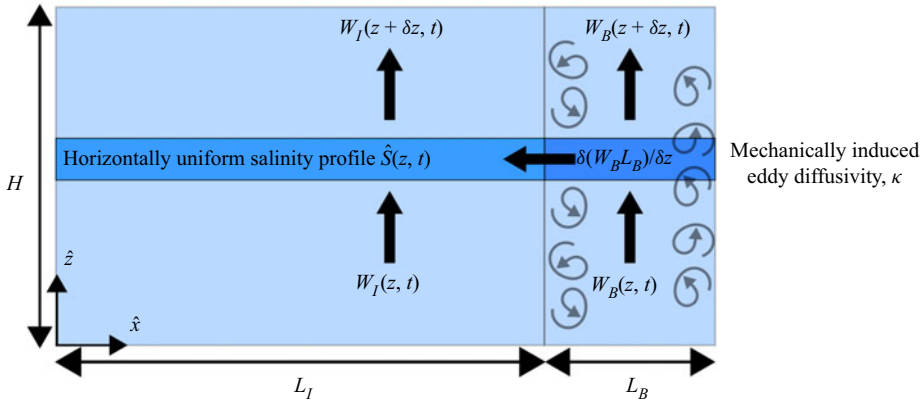 W_I(z + δz, t)
W_B(z + δz, t)
H
Horizontally uniform salinity profile Ŝ(z, t)
δ(W_B L_B)/δz
Mechanically induced
eddy diffusivity, κ
ẑ
W_I(z, t)
W_B(z, t)
x̂
L_I
L_B